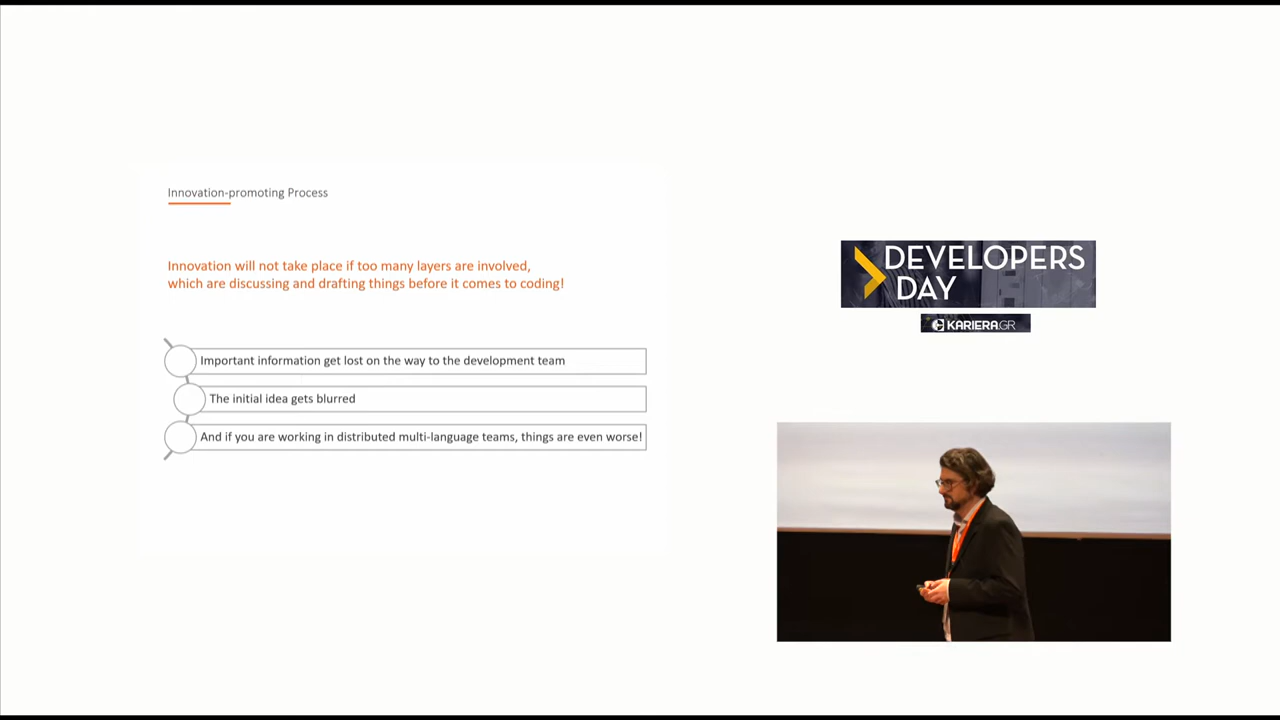 Innovation-promoting Process
Innovation will not take place if too many layers are involved,
which are discussing and drafting things before it comes to coding!
Important information get lost on the way to the development team
The initial idea gets blurred
And if you are working in distributed multi-language teams, things are even worse!
DEVELOPERS
DAY
KARIERA.GR